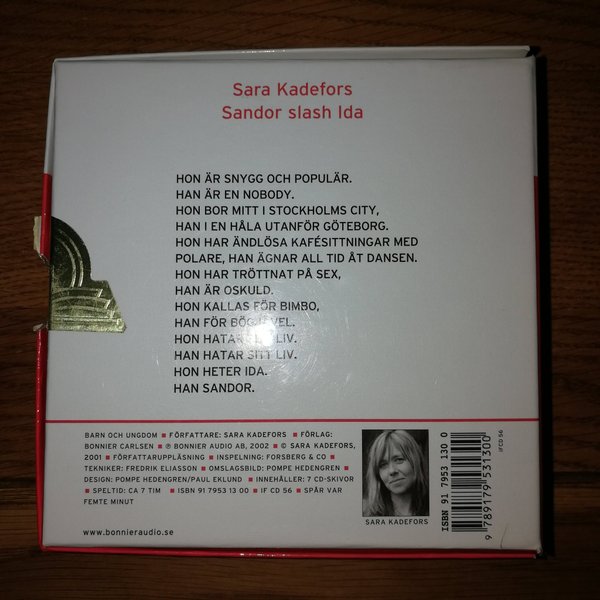 Sara Kadefors
Sandor slash Ida
HON ÄR SNYGG OCH POPULÄR.
HAN ÄR EN NOBODY.
HON BOR MITT I STOCKHOLMS CITY,
HAN I EN HÅLA UTANFÖR GÖTEBORG.
HON HAR ÄNDLÖSA KAFÉSITTNINGAR MED
POLARE, HAN ÄGNAR ALL TID ÅT DANSEN.
HON HAR TRÖTTNAT PÅ SEX,
HAN ÄR OSKULD.
HON KALLAS FÖR BIMBO,
HAN FÖR BÖGJÄVEL.
HON HATAR LIV.
HAN HATAR SITT LIV.
HON HETER IDA.
HAN SANDOR.
BARN OCH UNGDOM ■ FÖRFATTARE: SARA KADEFORS ■ FÖRLAG:
BONNIER CARLSEN ■ ℗ BONNIER AUDIO AB, 2002 ■ © SARA KADEFORS,
2001 ■ FÖRFATTARUPPLÄSNING ■ INSPELNING: FORSBERG & CO ■
TEKNIKER: FREDRIK ELIASSON ■ OMSLAGSBILD: POMPE HEDENGREN ■
DESIGN: POMPE HEDENGREN/PAUL EKLUND ■ INNEHÅLLER: 7 CD-SKIVOR
■ SPELTID: CA 7 TIM ■ ISBN 91 7953 13 00 ■ IF CD 56 ■ SPÅR VAR
FEMTE MINUT
www.bonnieraudio.se
SARA KADEFORS
ISBN 91 7953 130 0
9 789179 531300
IFCD 56